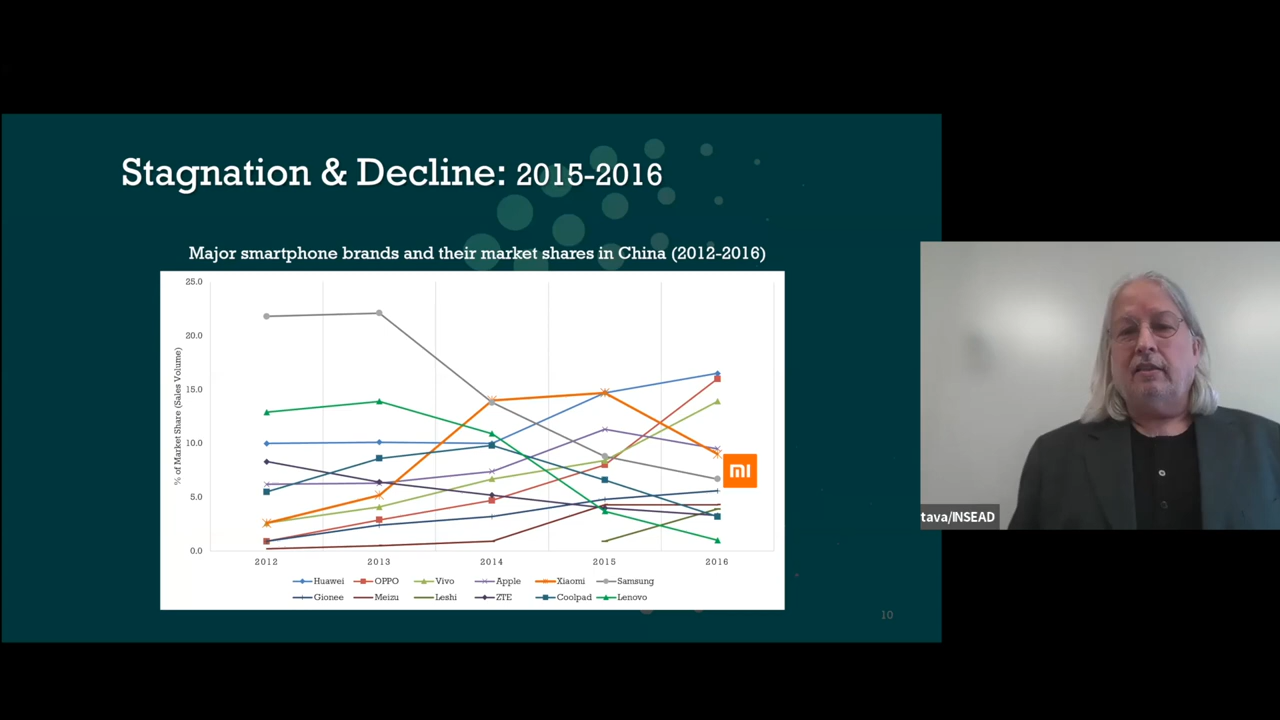 Stagnation & Decline: 2015-2016
Major smartphone brands and their market shares in China (2012-2016)
% of Market Share (Sales Volume)
25.0
20.0
15.0
10.0
5.0
0.0
2012 2013 2014 2015 2016
Huawei OPPO Vivo Apple Xiaomi Samsung
Gionee Meizu Leshi ZTE Coolpad Lenovo
mi
10
tava/INSEAD